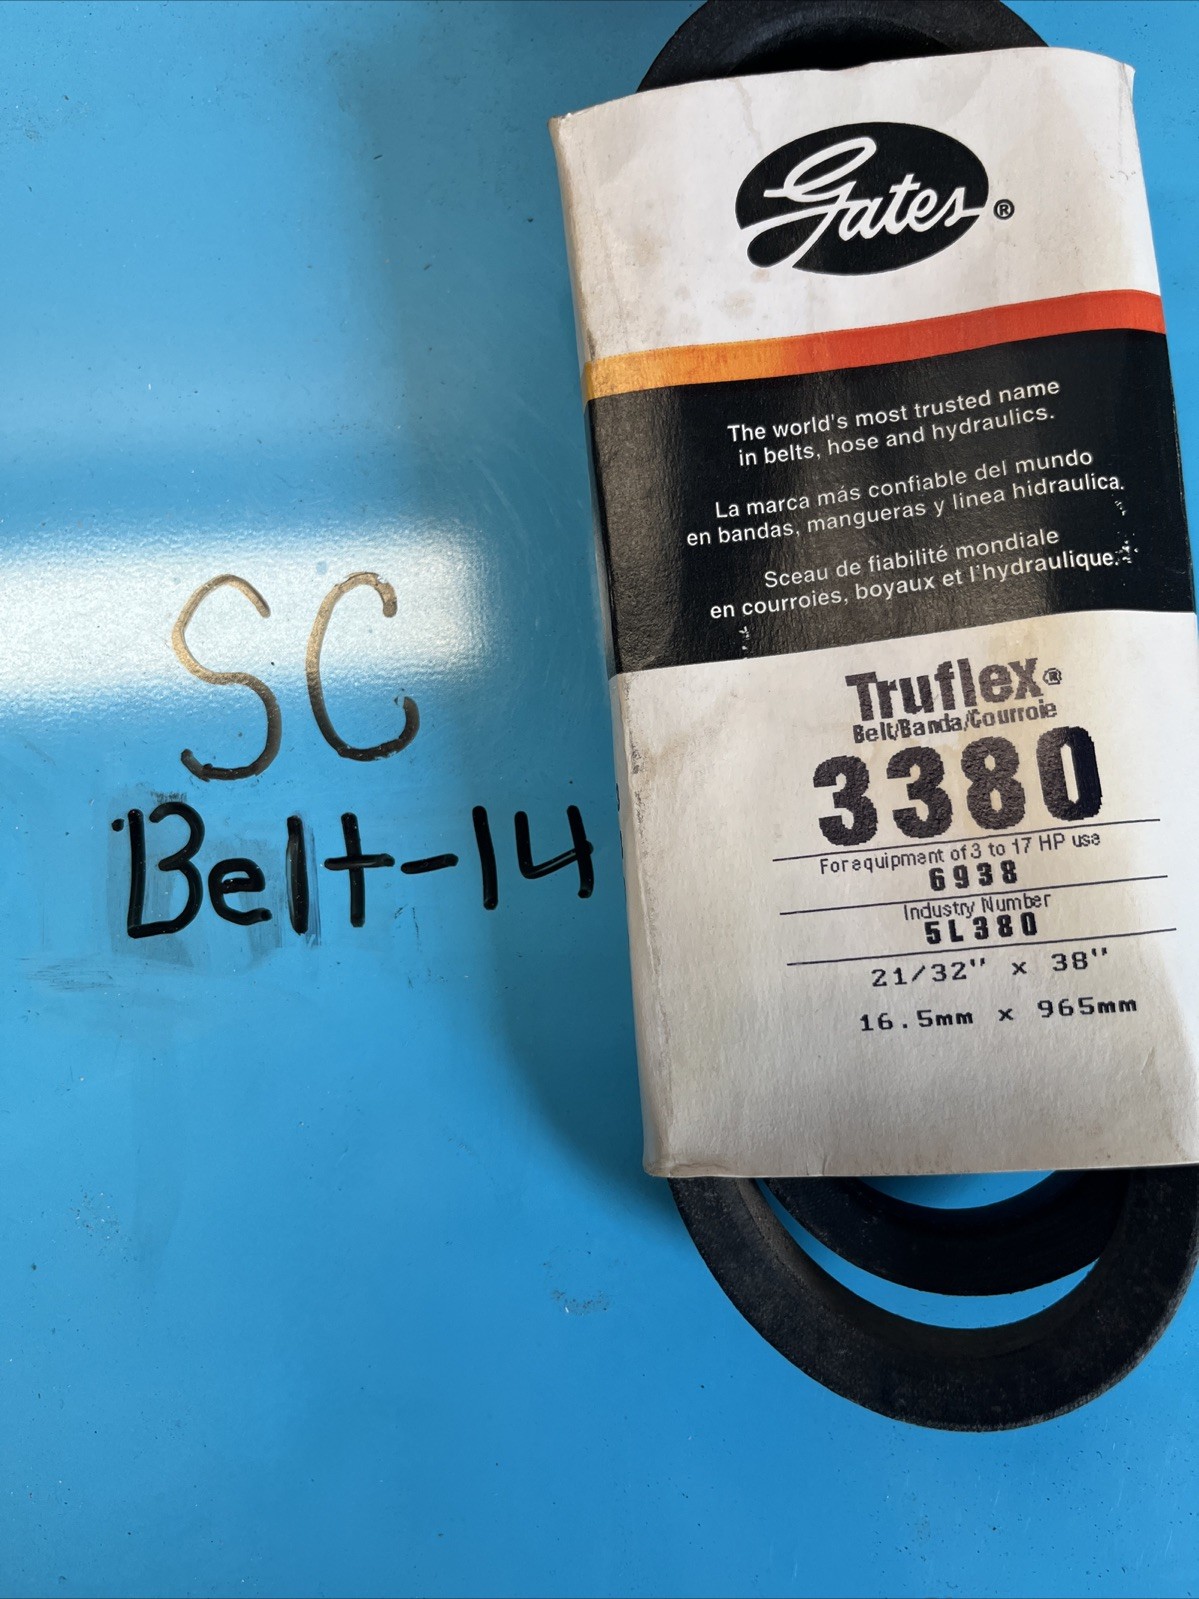 SC
Belt-14
Gates®
The world's most trusted name
in belts, hose and hydraulics.
La marca más confiable del mundo
en bandas, mangueras y linea hidraulica.
Sceau de fiabilité mondiale
en courroies, boyaux et l'hydraulique.
Truflex®
Belt/Banda/Courroie
3380
For equipment of 3 to 17 HP use
6938
Industry Number
5L380
21/32" x 38"
16.5mm x 965mm